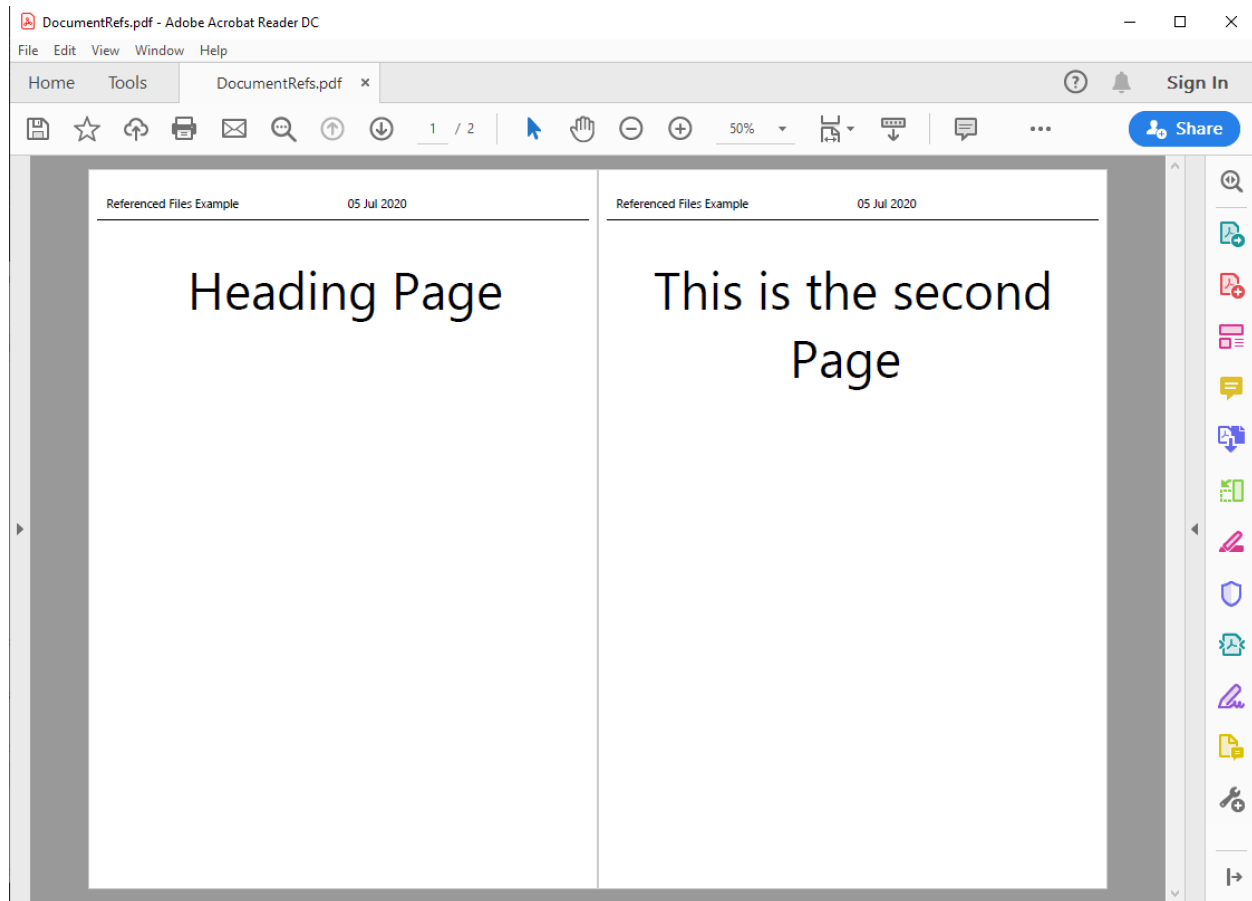 DocumentRefs.pdf - Adobe Acrobat Reader DC
File Edit View Window Help
Home Tools DocumentRefs.pdf × Sign In
1 / 2 50% Share
Referenced Files Example 05 Jul 2020
Heading Page
Referenced Files Example 05 Jul 2020
This is the second
Page